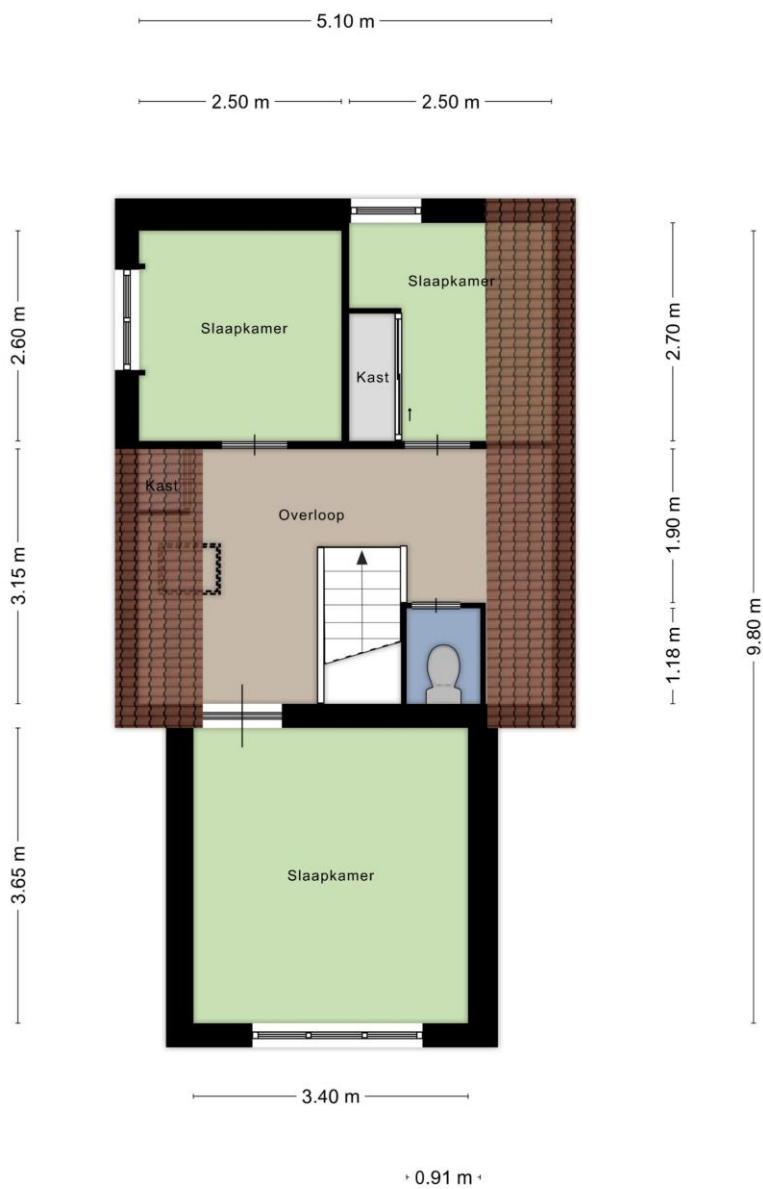 5.10 m
2.50 m
2.50 m
Slaapkamer
Slaapkamer
2.60 m
2.70 m
Kast
Kast
Overloop
1.90 m
3.15 m
9.80 m
1.18 m
3.65 m
Slaapkamer
3.40 m
0.91 m